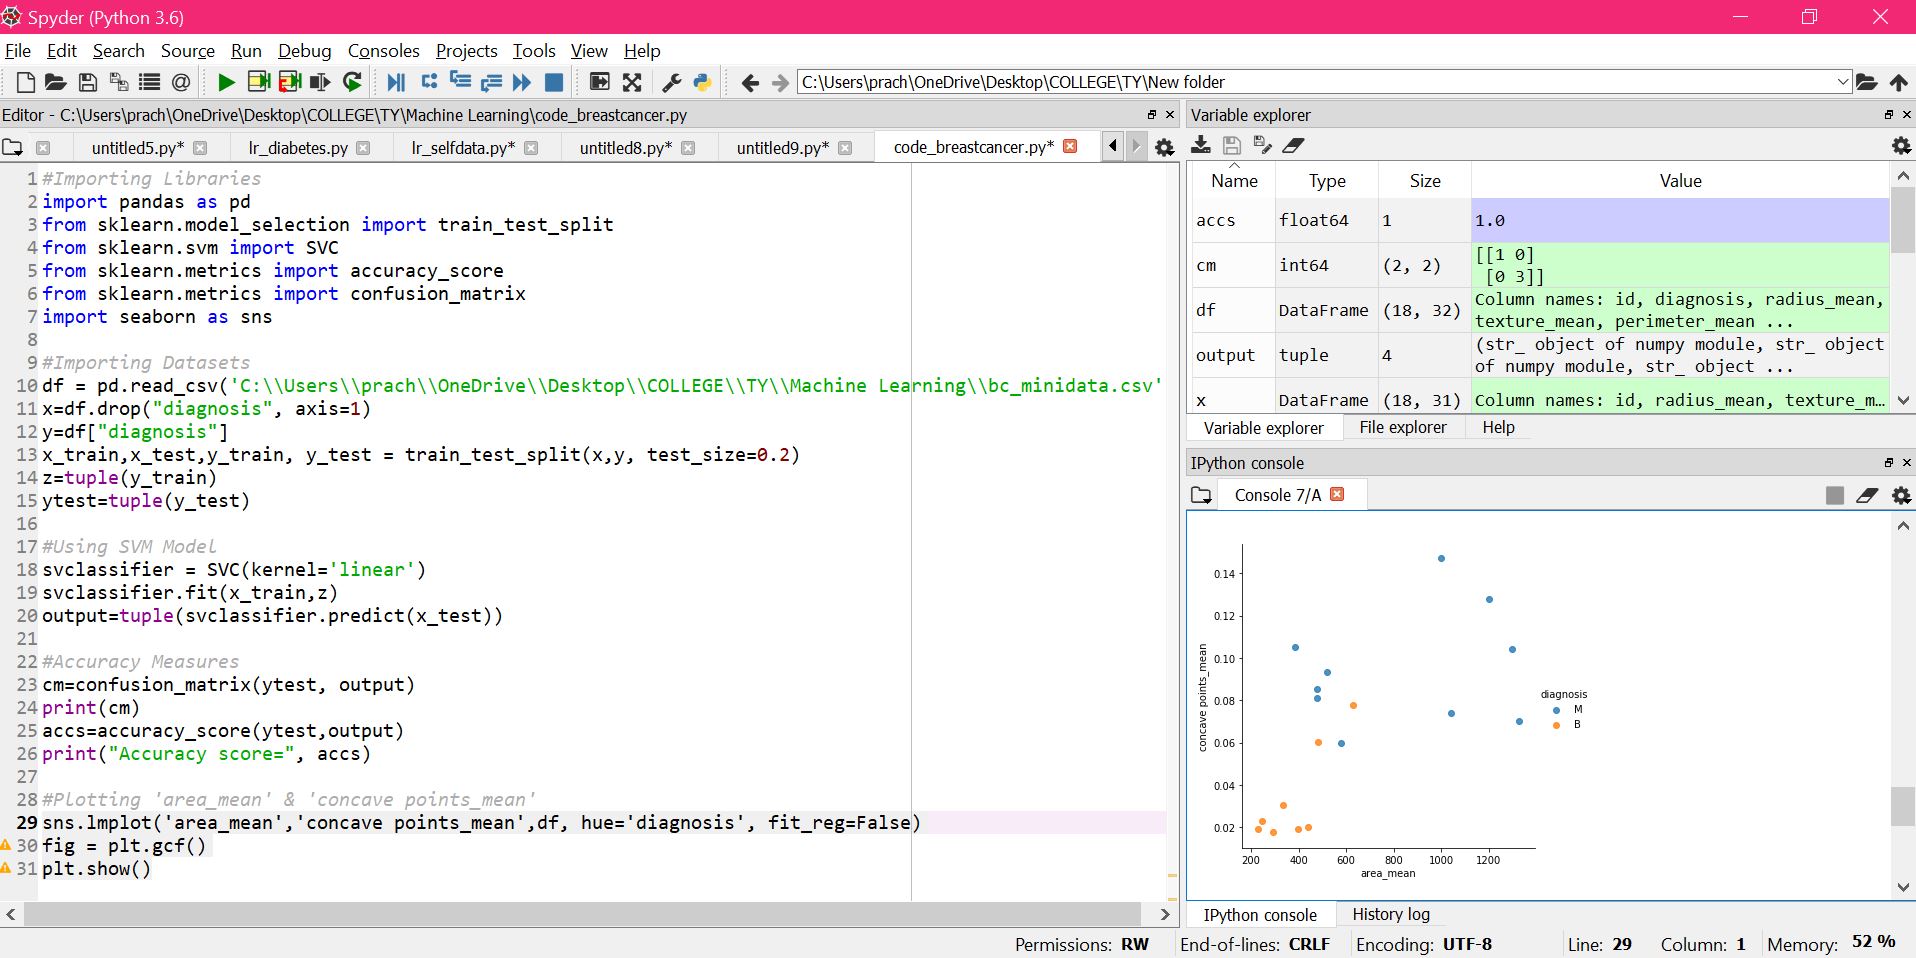 Spyder (Python 3.6)
File Edit Search Source Run Debug Consoles Projects Tools View Help
C:\Users\prach\OneDrive\Desktop\COLLEGE\TY\New folder
Editor - C:\Users\prach\OneDrive\Desktop\COLLEGE\TY\Machine Learning\code_breastcancer.py
untitled5.py* lr_diabetes.py lr_selfdata.py* untitled8.py* untitled9.py* code_breastcancer.py*
1 #Importing Libraries
2 import pandas as pd
3 from sklearn.model_selection import train_test_split
4 from sklearn.svm import SVC
5 from sklearn.metrics import accuracy_score
6 from sklearn.metrics import confusion_matrix
7 import seaborn as sns
8
9 #Importing Datasets
10 df = pd.read_csv('C:\\Users\\prach\\OneDrive\\Desktop\\COLLEGE\\TY\\Machine Learning\\bc_minidata.csv'
11 x=df.drop("diagnosis", axis=1)
12 y=df["diagnosis"]
13 x_train,x_test,y_train, y_test = train_test_split(x,y, test_size=0.2)
14 z=tuple(y_train)
15 ytest=tuple(y_test)
16
17 #Using SVM Model
18 svclassifier = SVC(kernel='linear')
19 svclassifier.fit(x_train,z)
20 output=tuple(svclassifier.predict(x_test))
21
22 #Accuracy Measures
23 cm=confusion_matrix(ytest, output)
24 print(cm)
25 accs=accuracy_score(ytest,output)
26 print("Accuracy score=", accs)
27
28 #Plotting 'area_mean' & 'concave points_mean'
29 sns.lmplot('area_mean','concave points_mean',df, hue='diagnosis', fit_reg=False)
30 fig = plt.gcf()
31 plt.show()
Variable explorer
Name Type Size Value
accs float64 1 1.0
cm int64 (2, 2) [[1 0]
[0 3]]
df DataFrame (18, 32) Column names: id, diagnosis, radius_mean,
texture_mean, perimeter_mean ...
output tuple 4 (str_ object of numpy module, str_ object
of numpy module, str_ object ...
x DataFrame (18, 31) Column names: id, radius_mean, texture_m...
Variable explorer File explorer Help
IPython console
Console 7/A
0.14
0.12
0.10
0.08
0.06
0.04
0.02
concave points_mean
200 400 600 800 1000 1200
area_mean
diagnosis
M
B
IPython console History log
Permissions: RW End-of-lines: CRLF Encoding: UTF-8 Line: 29 Column: 1 Memory: 52 %